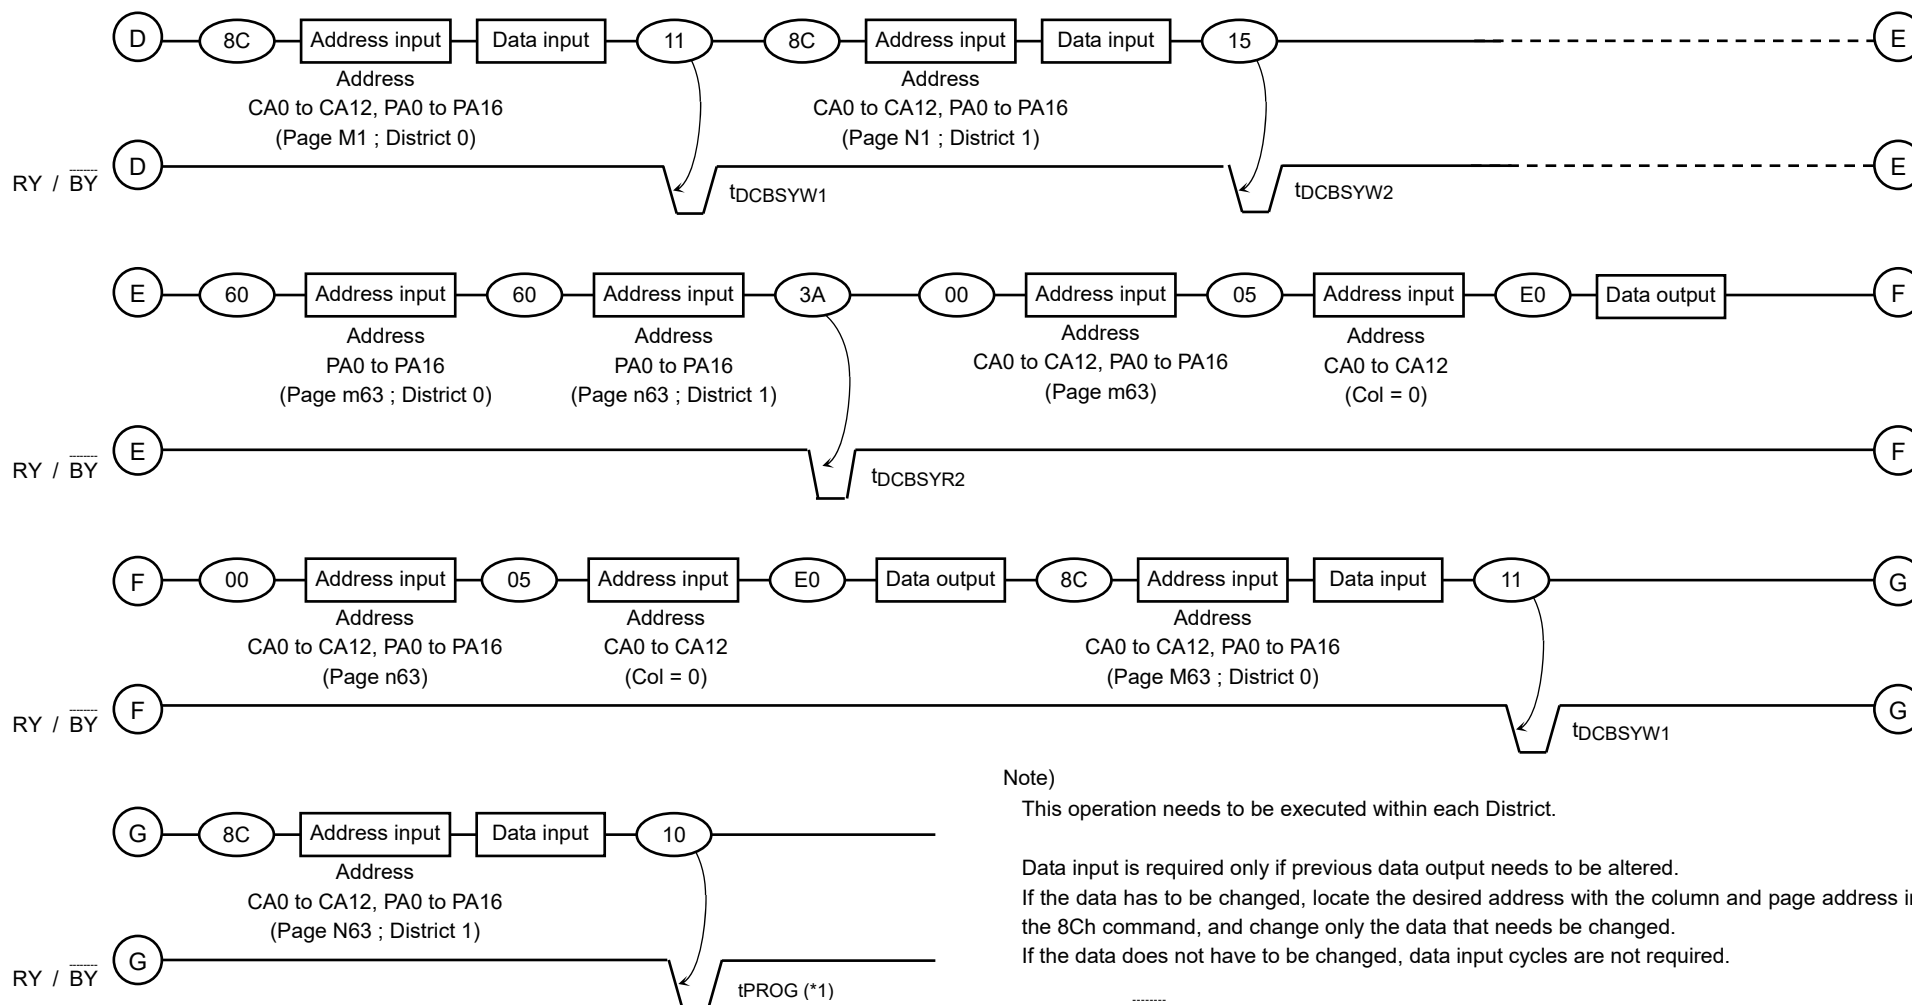 D 8C Address input Data input 11 8C Address input Data input 15 E
Address Address
CA0 to CA12, PA0 to PA16 CA0 to CA12, PA0 to PA16
(Page M1 ; District 0) (Page N1 ; District 1)
RY / BY D E
tDCBSYW1 tDCBSYW2
E 60 Address input 60 Address input 3A 00 Address input 05 Address input E0 Data output F
Address Address Address Address
PA0 to PA16 PA0 to PA16 CA0 to CA12, PA0 to PA16 CA0 to CA12
(Page m63 ; District 0) (Page n63 ; District 1) (Page m63) (Col = 0)
RY / BY E F
tDCBSYR2
F 00 Address input 05 Address input E0 Data output 8C Address input Data input 11 G
Address Address Address
CA0 to CA12, PA0 to PA16 CA0 to CA12 CA0 to CA12, PA0 to PA16
(Page n63) (Col = 0) (Page M63 ; District 0)
RY / BY F G
tDCBSYW1
G 8C Address input Data input 10
Address
CA0 to CA12, PA0 to PA16
(Page N63 ; District 1)
RY / BY G
tPROG (*1)
Note)
This operation needs to be executed within each District.
Data input is required only if previous data output needs to be altered.
If the data has to be changed, locate the desired address with the column and page address
the 8Ch command, and change only the data that needs be changed.
If the data does not have to be changed, data input cycles are not required.